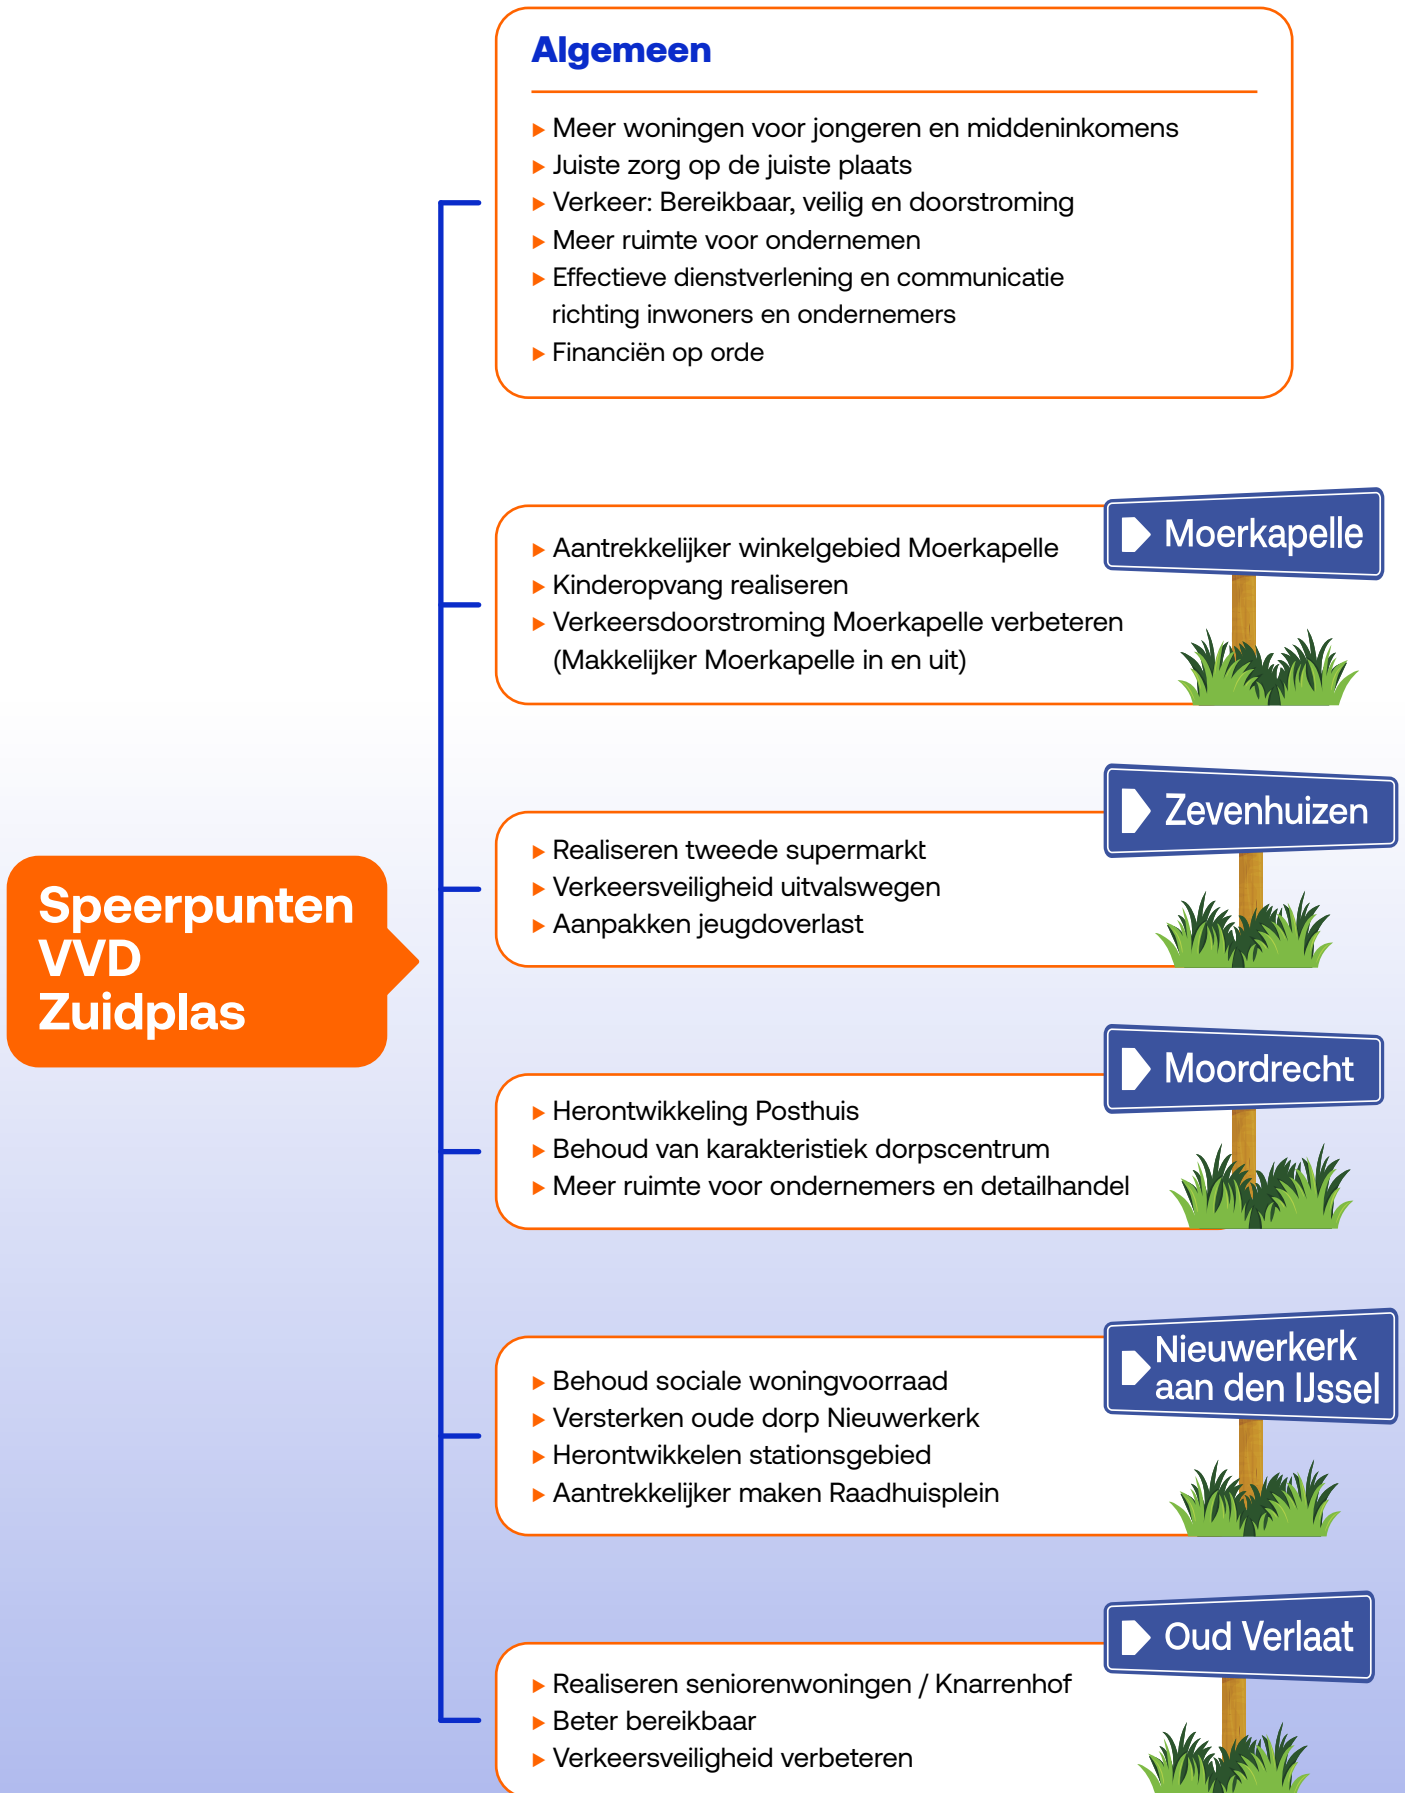 Algemeen
Meer woningen voor jongeren en middeninkomens
Juiste zorg op de juiste plaats
Verkeer: Bereikbaar, veilig en doorstroming
Meer ruimte voor ondernemen
Effectieve dienstverlening en communicatie
richting inwoners en ondernemers
Financiën op orde
Moerkapelle
Aantrekkelijker winkelgebied Moerkapelle
Kinderopvang realiseren
Verkeersdoorstroming Moerkapelle verbeteren
(Makkelijker Moerkapelle in en uit)
Zevenhuizen
Realiseren tweede supermarkt
Verkeersveiligheid uitvalswegen
Aanpakken jeugdoverlast
Speerpunten
VVD
Zuidplas
Moordrecht
Herontwikkeling Posthuis
Behoud van karakteristiek dorpscentrum
Meer ruimte voor ondernemers en detailhandel
Nieuwerkerk
aan den IJssel
Behoud sociale woningvoorraad
Versterken oude dorp Nieuwerkerk
Herontwikkelen stationsgebied
Aantrekkelijker maken Raadhuisplein
Oud Verlaat
Realiseren seniorenwoningen / Knarrenhof
Beter bereikbaar
Verkeersveiligheid verbeteren